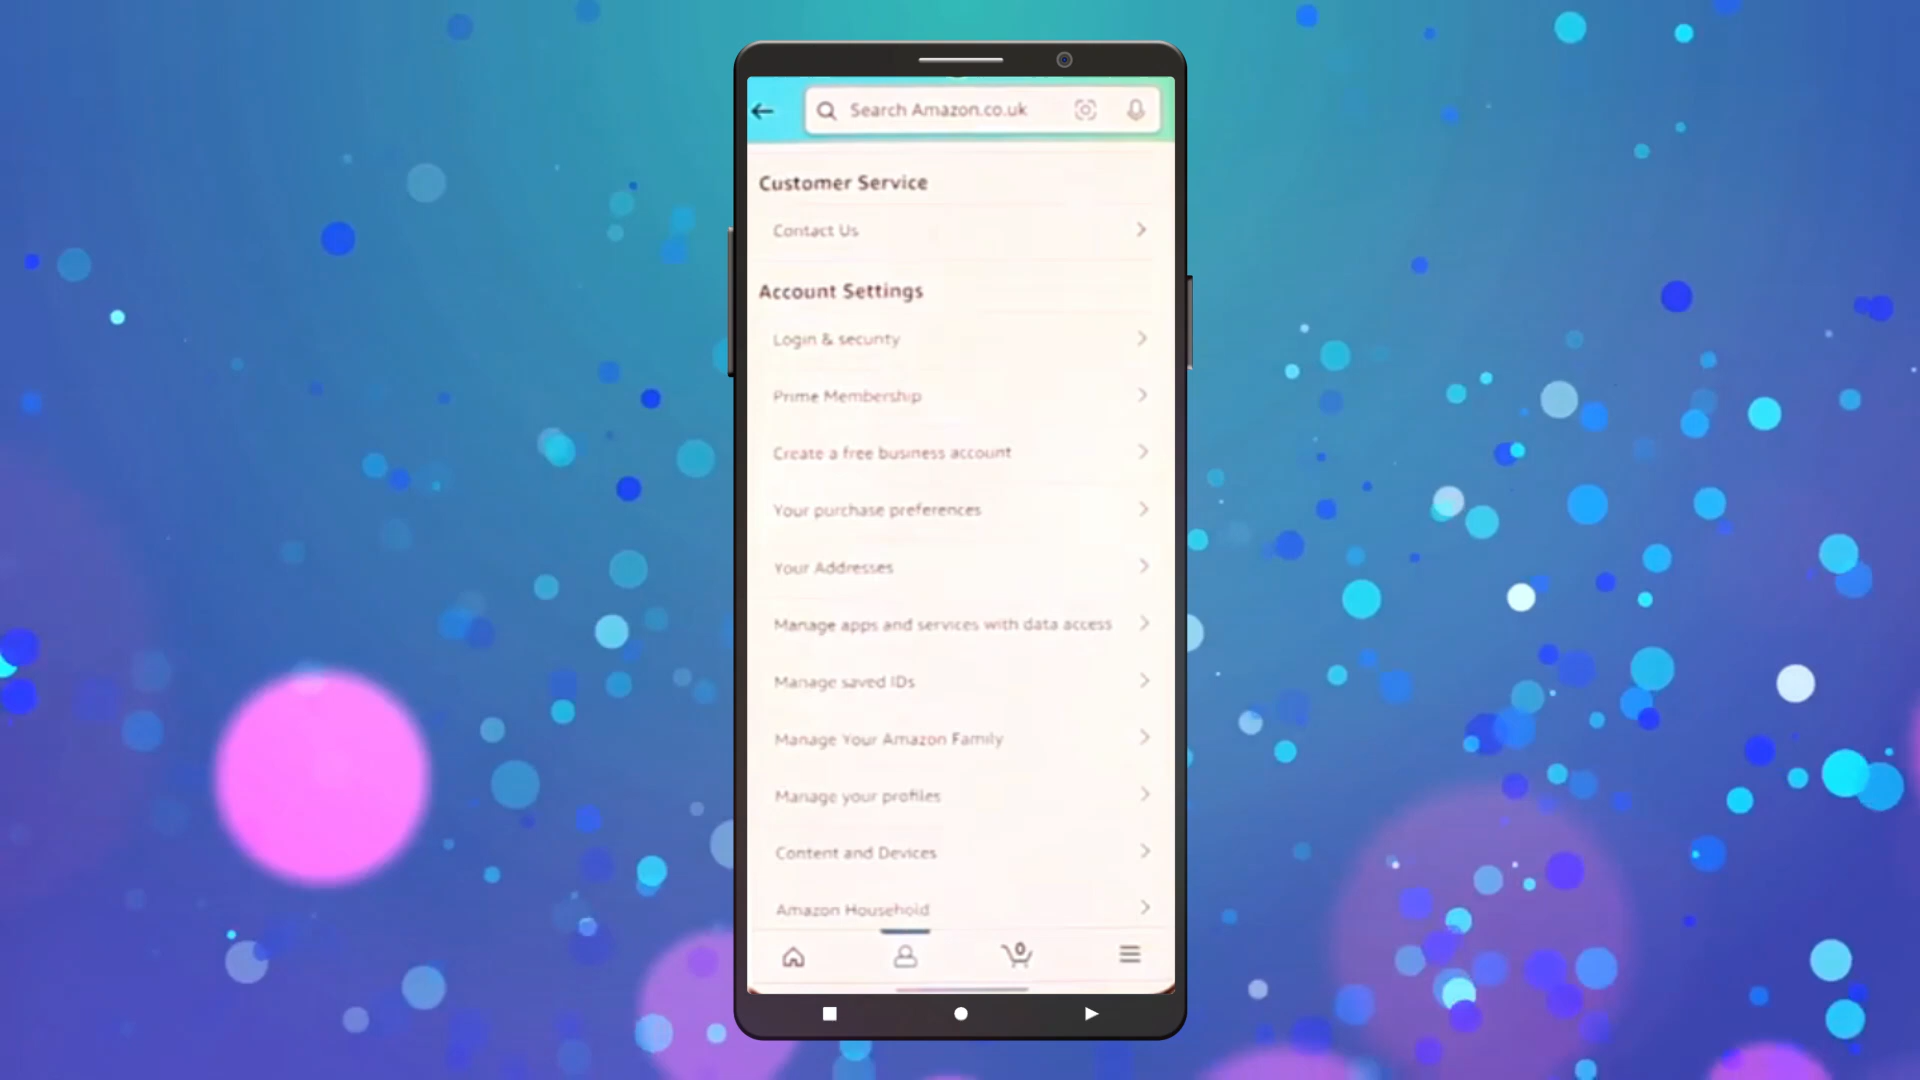 Search Amazon.co.uk
Customer Service
Contact Us
Account Settings
Login & security
Prime Membership
Create a free business account
Your purchase preferences
Your Addresses
Manage apps and services with data access
Manage saved IDs
Manage Your Amazon Family
Manage your profiles
Content and Devices
Amazon Household
0